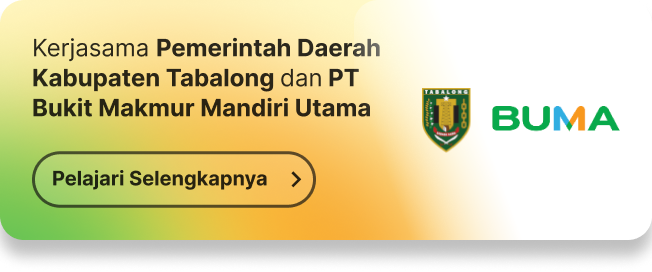 Kerjasama Pemerintah Daerah
Kabupaten Tabalong dan PT
Bukit Makmur Mandiri Utama
Pelajari Selengkapnya
TABALONG
BUMA